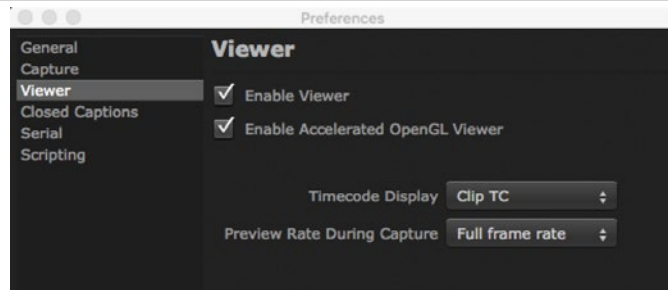 Preferences
General
Capture
Viewer
Closed Captions
Serial
Scripting
Viewer
Enable Viewer
Enable Accelerated OpenGL Viewer
Timecode Display Clip TC
Preview Rate During Capture Full frame rate